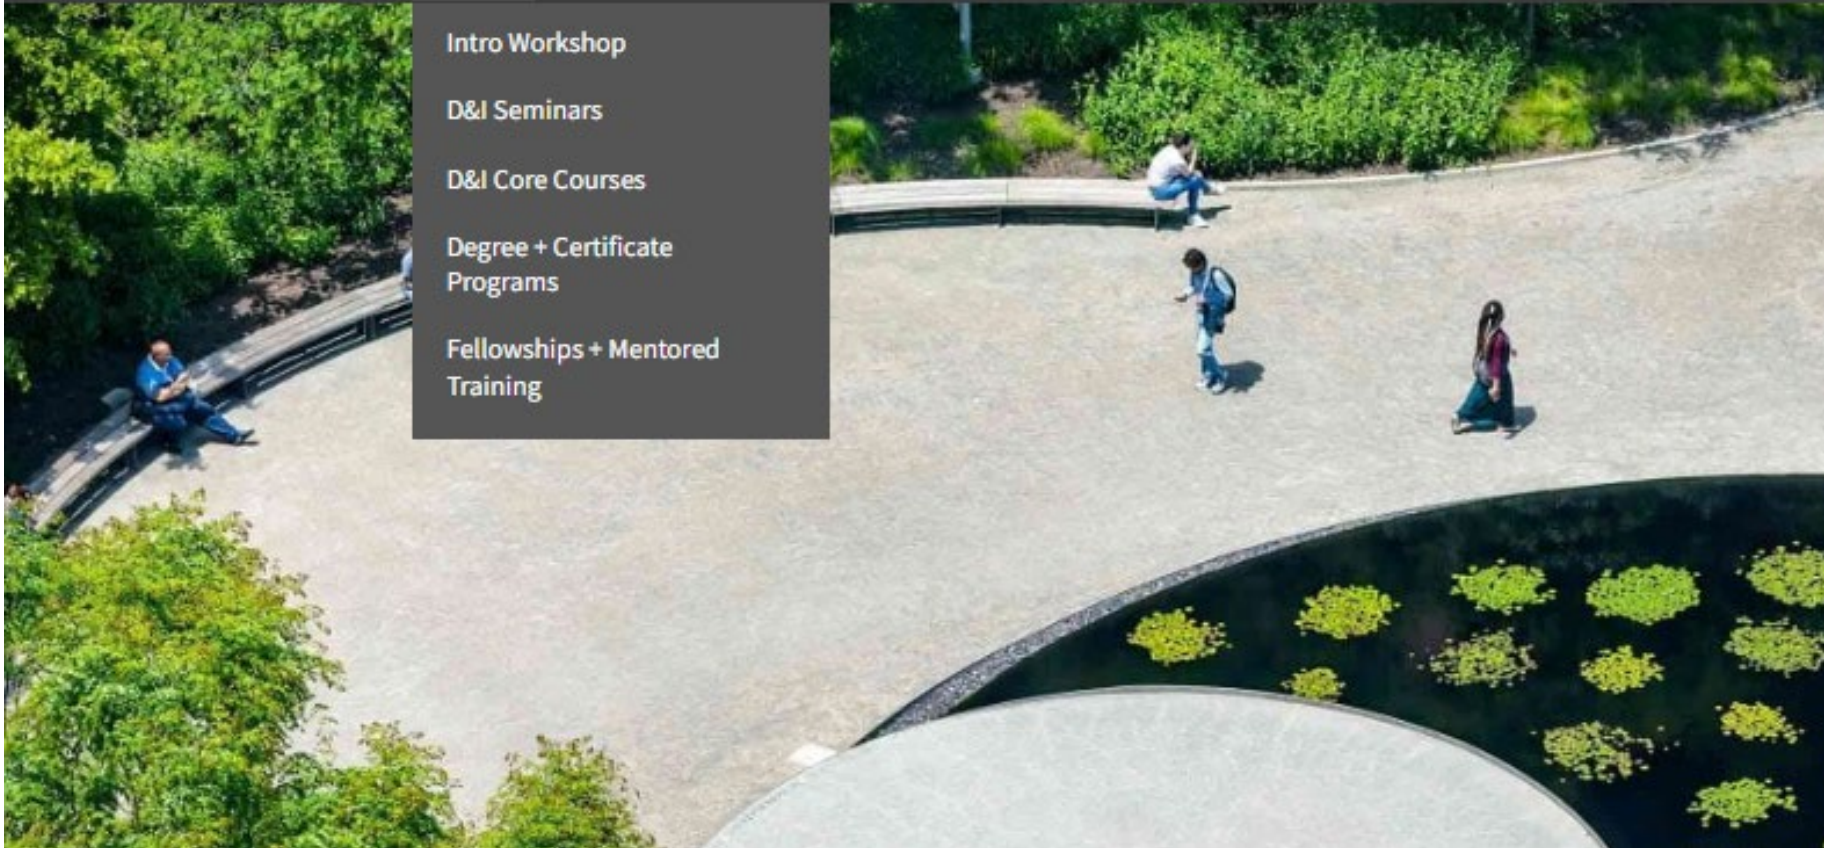 Intro Workshop
D&I Seminars
D&I Core Courses
Degree + Certificate
Programs
Fellowships + Mentored
Training